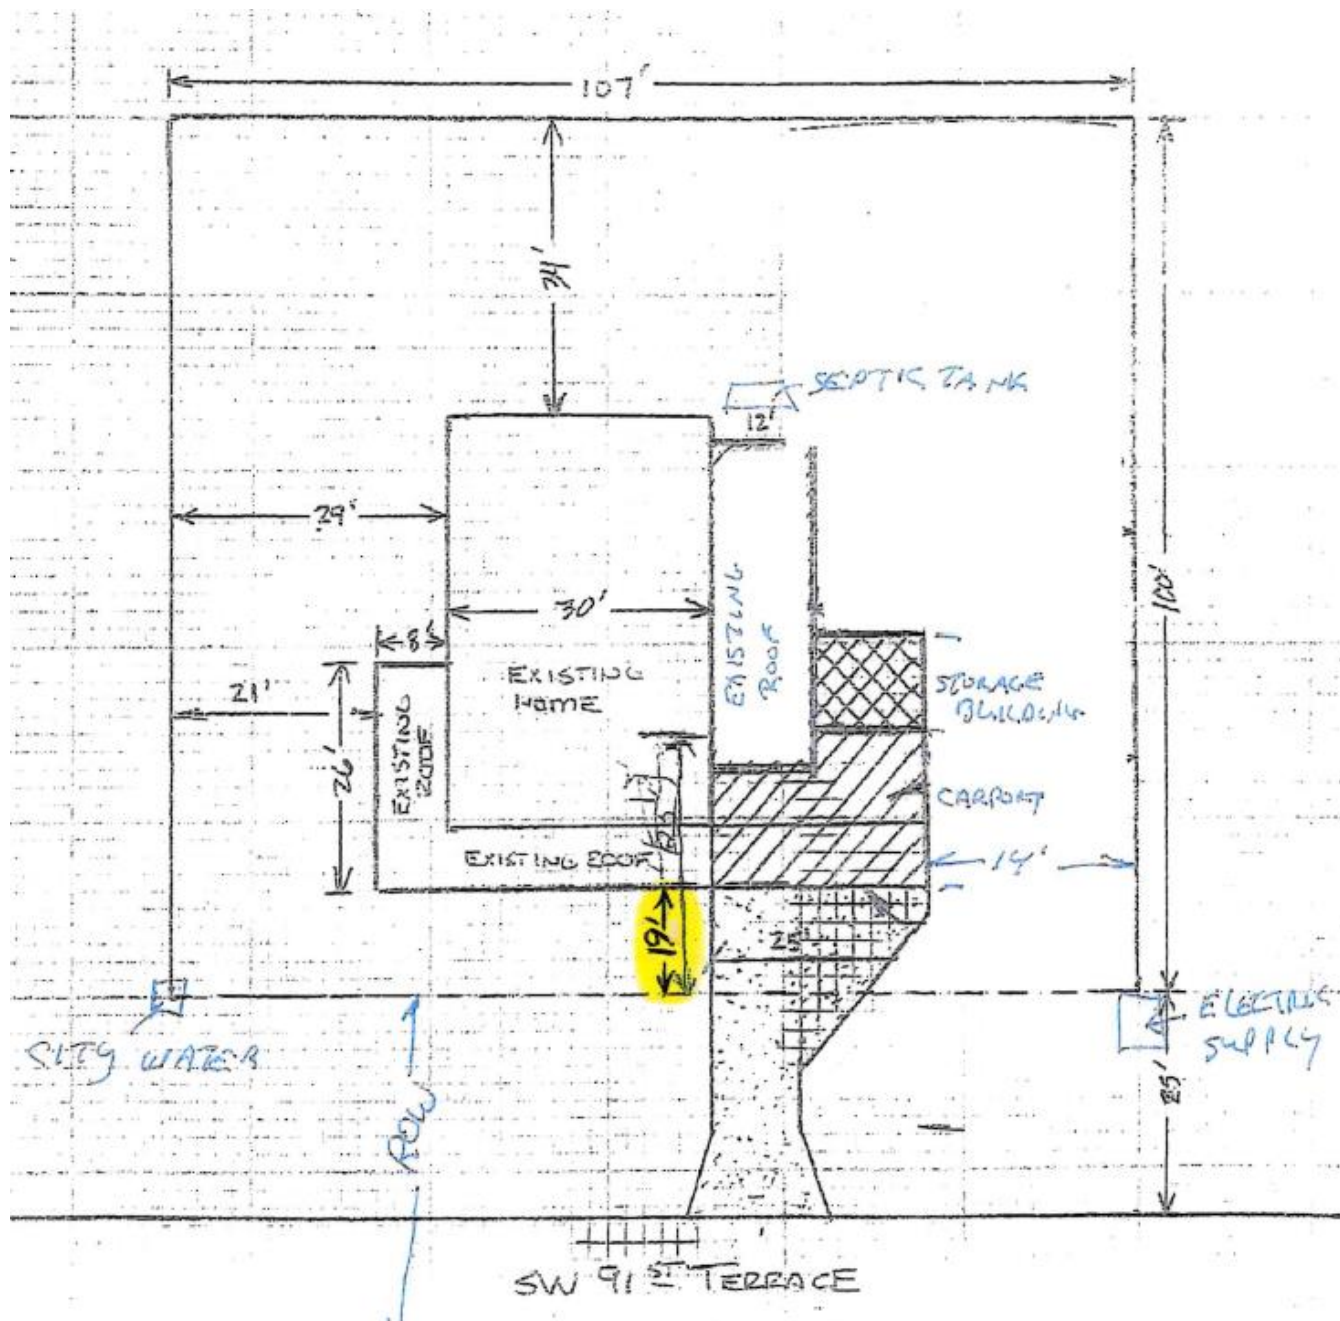 107'
34'
SEPTIC TANK
12'
29'
30'
8'
EXISTING
HOME
EXISTING
ROOF
21'
26'
EXISTING
ROOF
STORAGE
BUILDING
100'
CARPORT
EXISTING ROOF
14'
19'
25'
CITY WATER
ROW
ELECTRIC
SUPPLY
25'
SW 91ST TERRACE